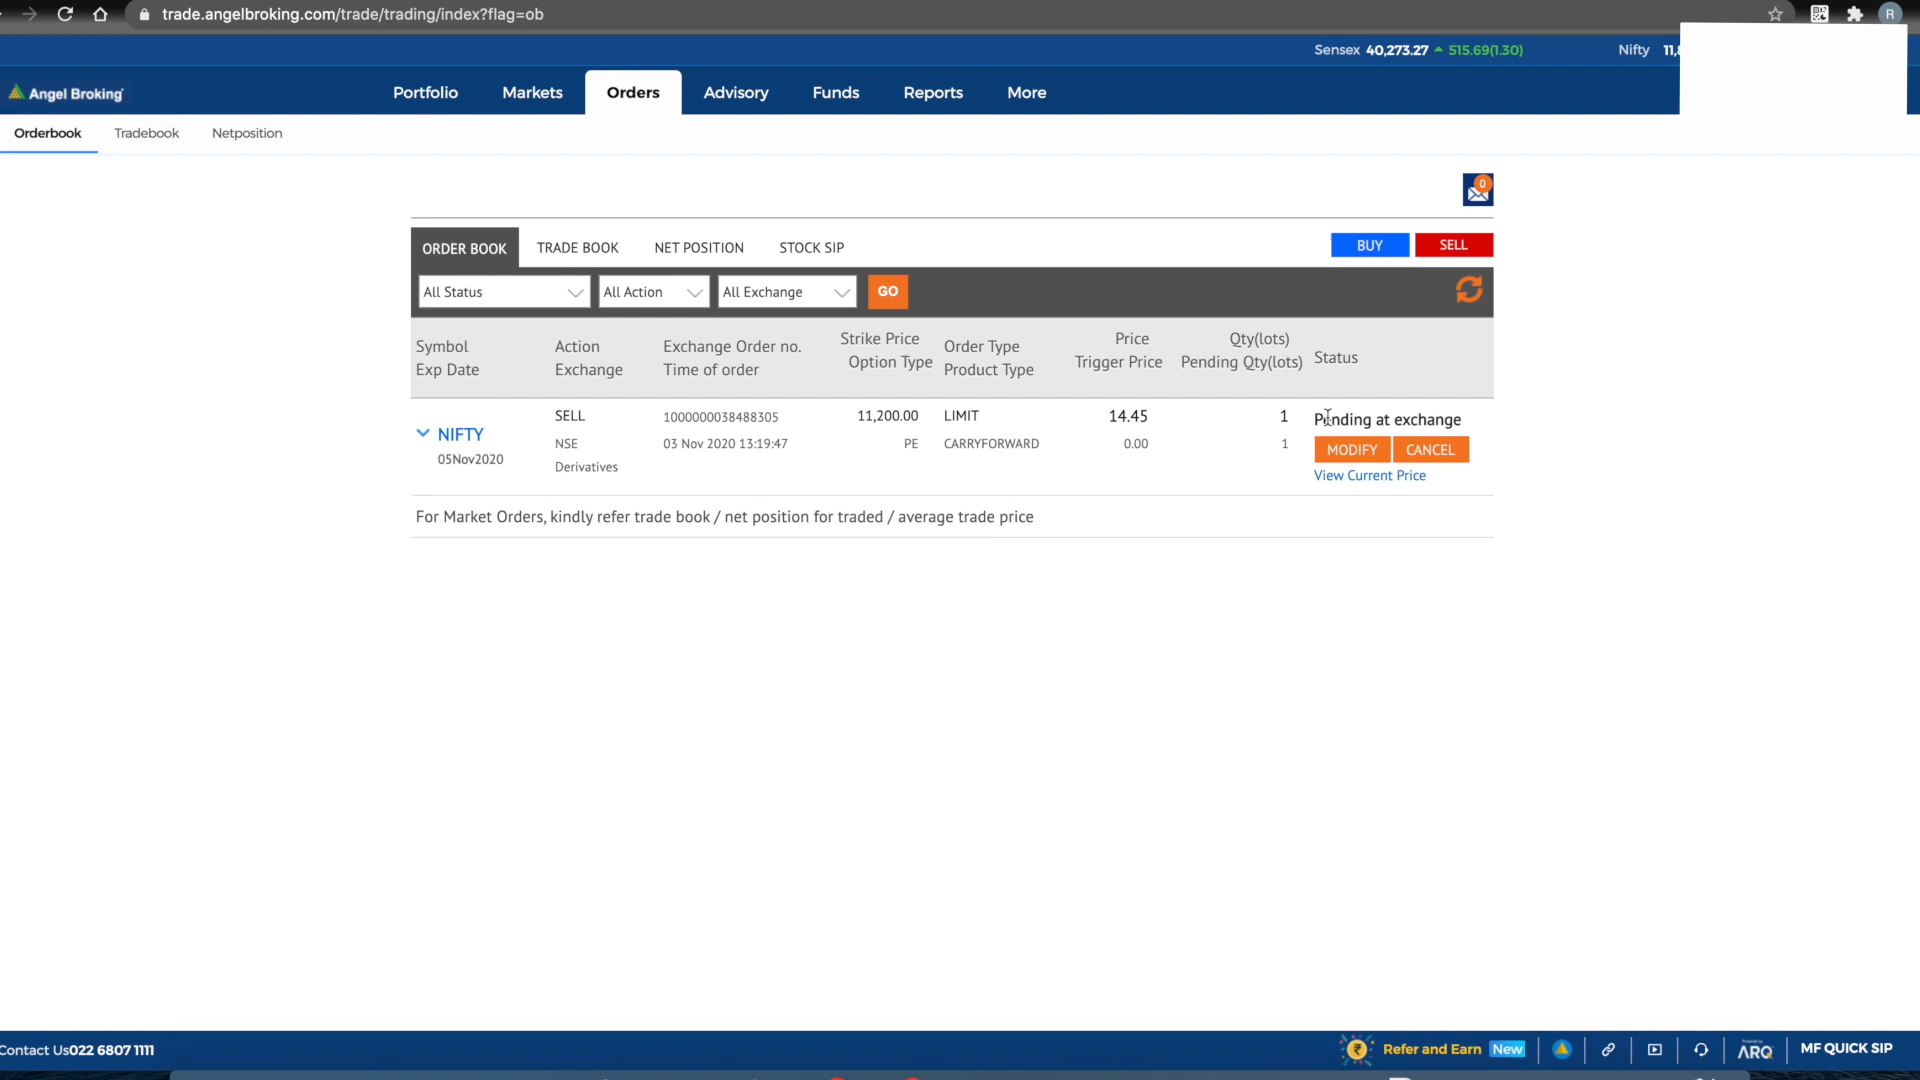 trade.angelbroking.com/trade/trading/index?flag=ob
R
Sensex 40,273.27 515.69(1.30) Nifty
Angel Broking
Portfolio Markets Orders Advisory Funds Reports More
Orderbook Tradebook Netposition
0
ORDER BOOK TRADE BOOK NET POSITION STOCK SIP BUY SELL
All Status All Action All Exchange GO
Symbol Action Exchange Order no. Strike Price Order Type Price Qty(lots) Status
Exp Date Exchange Time of order Option Type Product Type Trigger Price Pending Qty(lots)
NIFTY SELL 1000000038488305 11,200.00 LIMIT 14.45 1 Pending at exchange
05Nov2020 NSE 03 Nov 2020 13:19:47 PE CARRYFORWARD 0.00 1 MODIFY CANCEL
Derivatives View Current Price
For Market Orders, kindly refer trade book / net position for traded / average trade price
Contact Us022 6807 1111 Refer and Earn New ARQ MF QUICK SIP